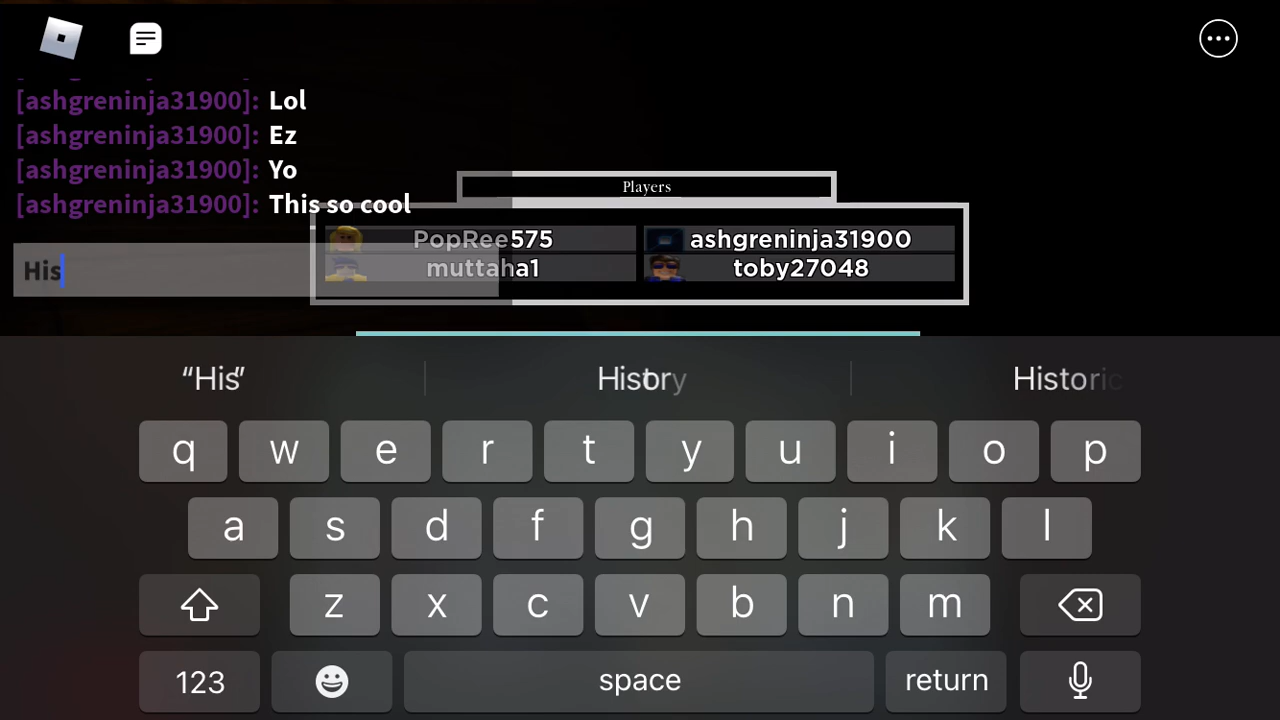 [ashgreninja31900]: Lol
[ashgreninja31900]: Ez
[ashgreninja31900]: Yo
[ashgreninja31900]: This so cool
Players
PopRee575 ashgreninja31900
muttaha1 toby27048
His
“His” History Historic
q w e r t y u i o p
a s d f g h j k l
z x c v b n m
123 space return